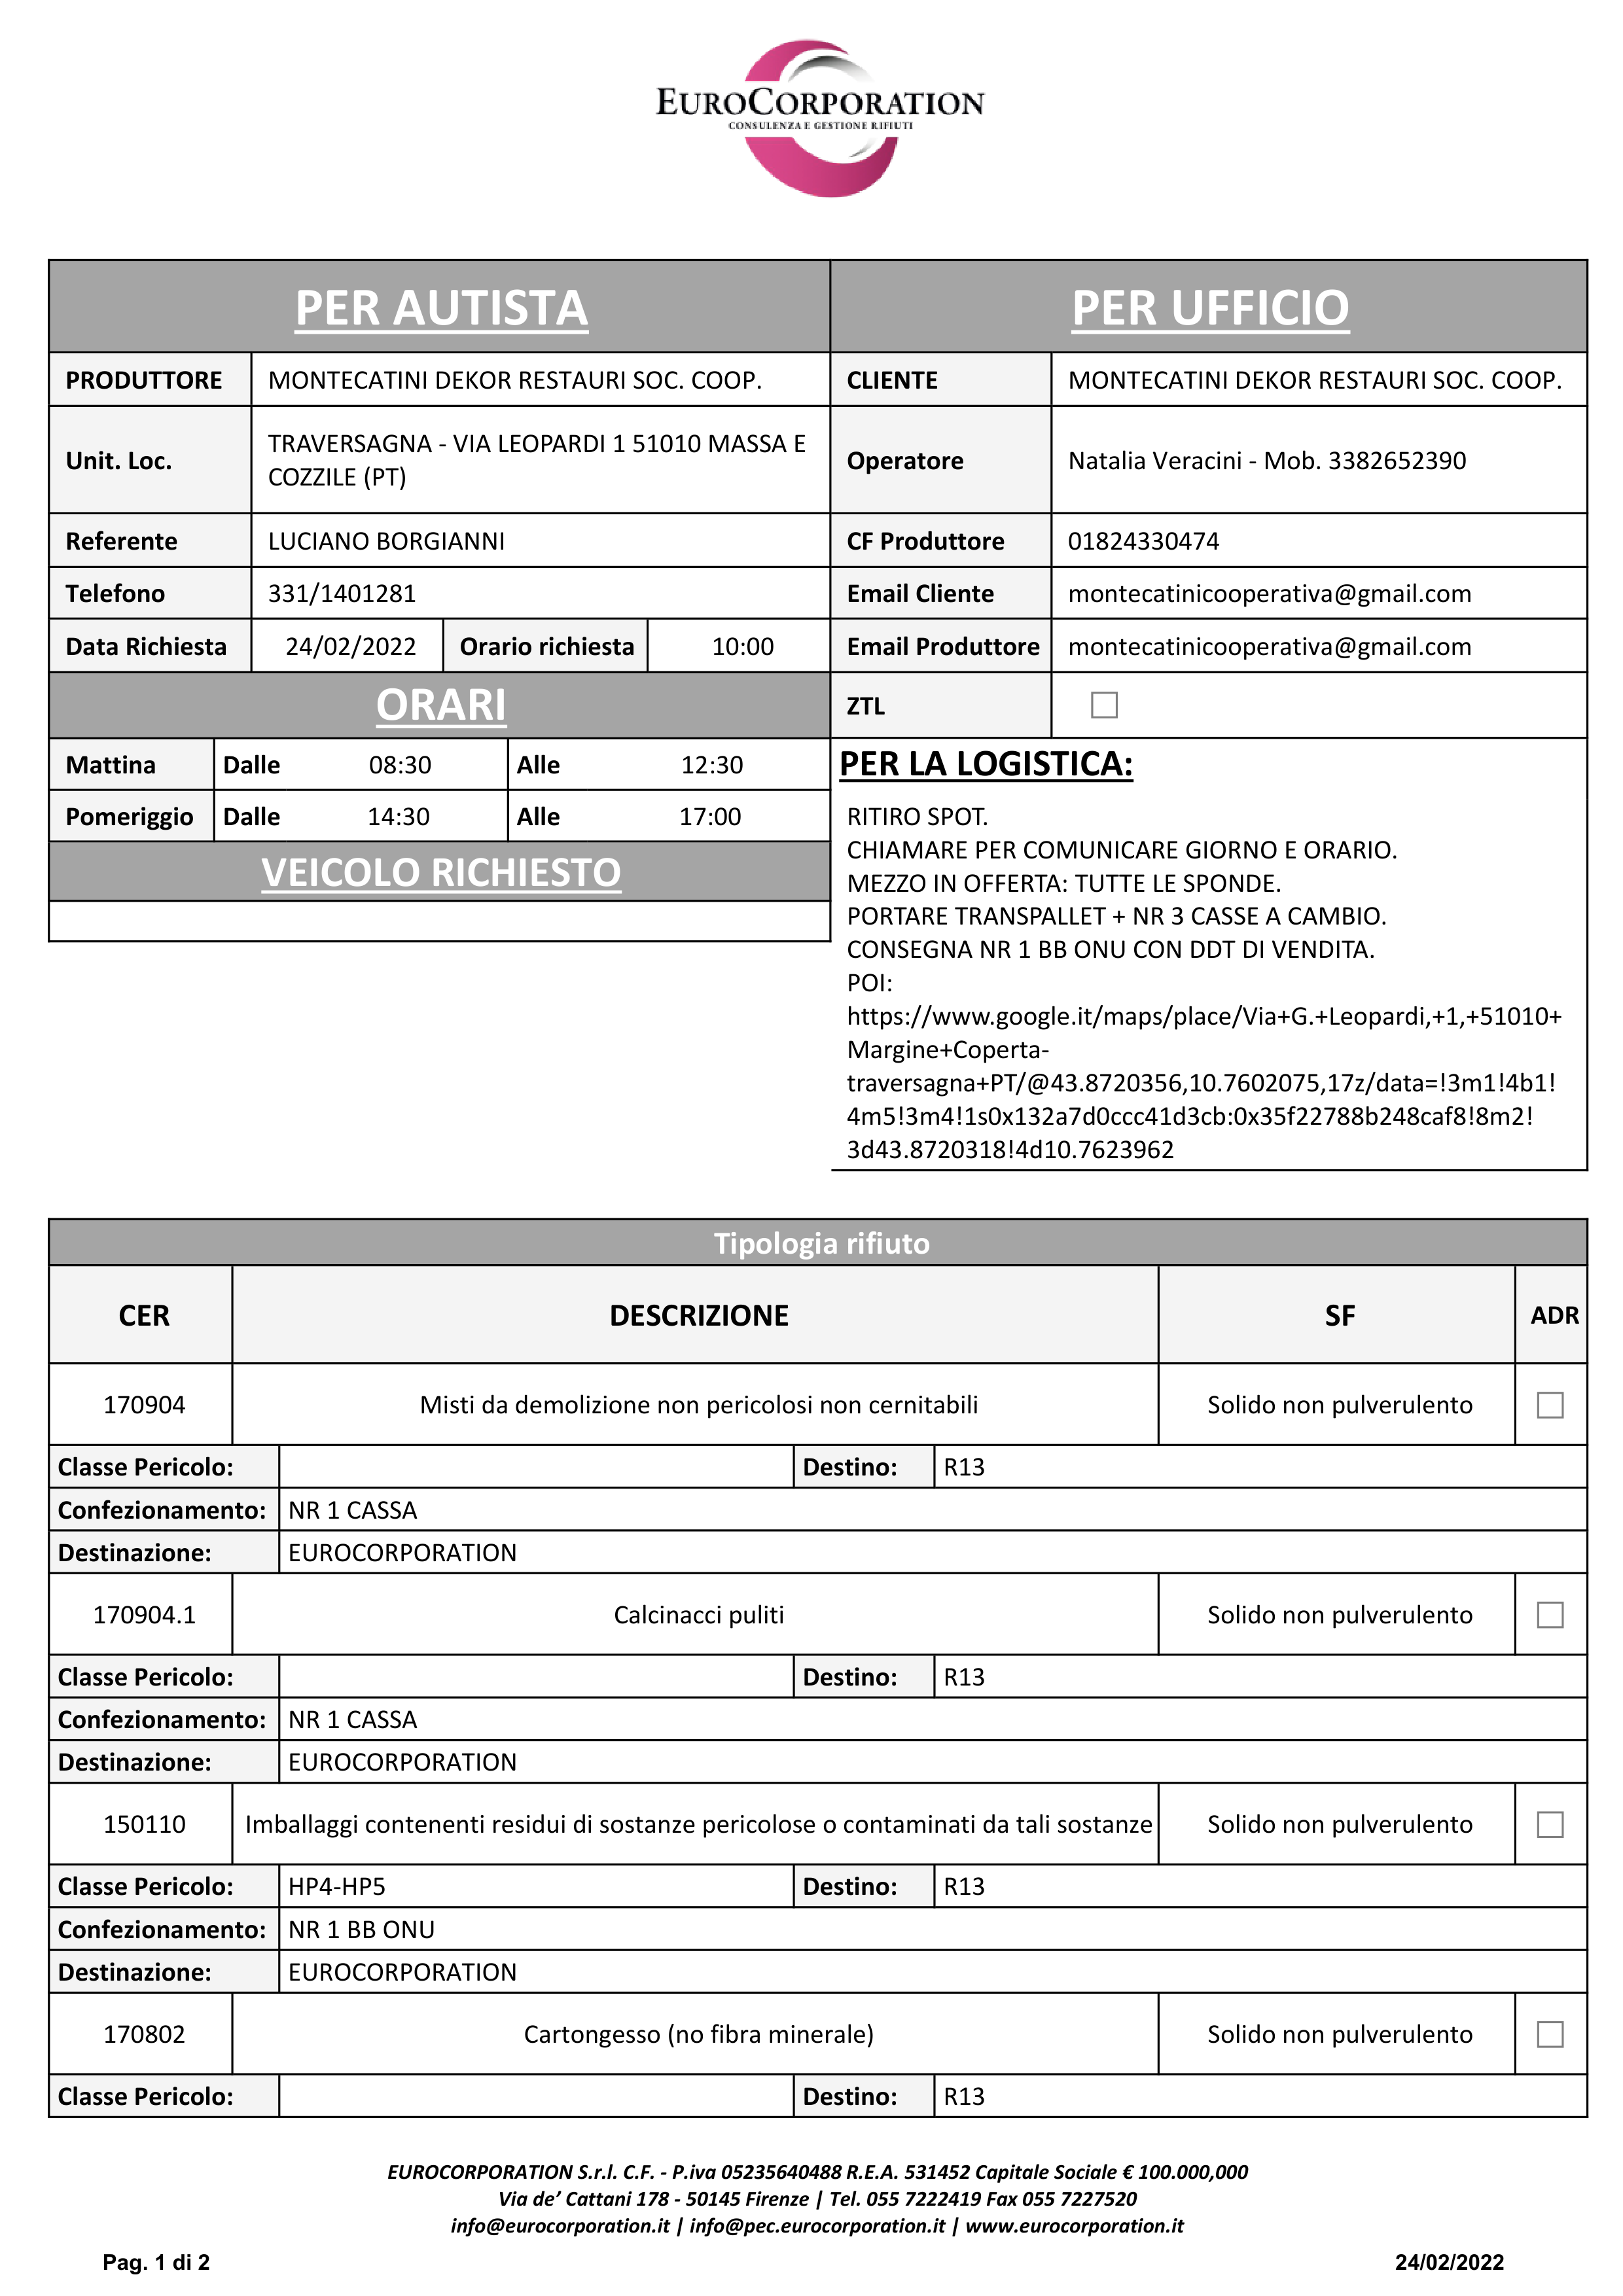 EUROCORPORATION
CONSULENZA E GESTIONE RIFIUTI
PER AUTISTA
PRODUTTORE MONTECATINI DEKOR RESTAURI SOC. COOP.
Unit. Loc. TRAVERSAGNA - VIA LEOPARDI 1 51010 MASSA E
COZZILE (PT)
Referente LUCIANO BORGIANNI
Telefono 331/1401281
Data Richiesta 24/02/2022 Orario richiesta 10:00
ORARI
Mattina Dalle 08:30 Alle 12:30
Pomeriggio Dalle 14:30 Alle 17:00
VEICOLO RICHIESTO
PER UFFICIO
CLIENTE MONTECATINI DEKOR RESTAURI SOC. COOP.
Operatore Natalia Veracini - Mob. 3382652390
CF Produttore 01824330474
Email Cliente montecatinicooperativa@gmail.com
Email Produttore montecatinicooperativa@gmail.com
ZTL
PER LA LOGISTICA:
RITIRO SPOT.
CHIAMARE PER COMUNICARE GIORNO E ORARIO.
MEZZO IN OFFERTA: TUTTE LE SPONDE.
PORTARE TRANSPALLET + NR 3 CASSE A CAMBIO.
CONSEGNA NR 1 BB ONU CON DDT DI VENDITA.
POI:
https://www.google.it/maps/place/Via+G.+Leopardi,+1,+51010+
Margine+Coperta-
traversagna+PT/@43.8720356,10.7602075,17z/data=!3m1!4b1!
4m5!3m4!1s0x132a7d0ccc41d3cb:0x35f22788b248caf8!8m2!
3d43.8720318!4d10.7623962
Tipologia rifiuto
CER DESCRIZIONE SF ADR
170904 Misti da demolizione non pericolosi non cernitabili Solido non pulverulento
Classe Pericolo: Destino: R13
Confezionamento: NR 1 CASSA
Destinazione: EUROCORPORATION
170904.1 Calcinacci puliti Solido non pulverulento
Classe Pericolo: Destino: R13
Confezionamento: NR 1 CASSA
Destinazione: EUROCORPORATION
150110 Imballaggi contenenti residui di sostanze pericolose o contaminati da tali sostanze Solido non pulverulento
Classe Pericolo: HP4-HP5 Destino: R13
Confezionamento: NR 1 BB ONU
Destinazione: EUROCORPORATION
170802 Cartongesso (no fibra minerale) Solido non pulverulento
Classe Pericolo: Destino: R13
EUROCORPORATION S.r.l. C.F. - P.iva 05235640488 R.E.A. 531452 Capitale Sociale € 100.000,000
Via de’ Cattani 178 - 50145 Firenze | Tel. 055 7222419 Fax 055 7227520
info@eurocorporation.it | info@pec.eurocorporation.it | www.eurocorporation.it
Pag. 1 di 2 24/02/2022